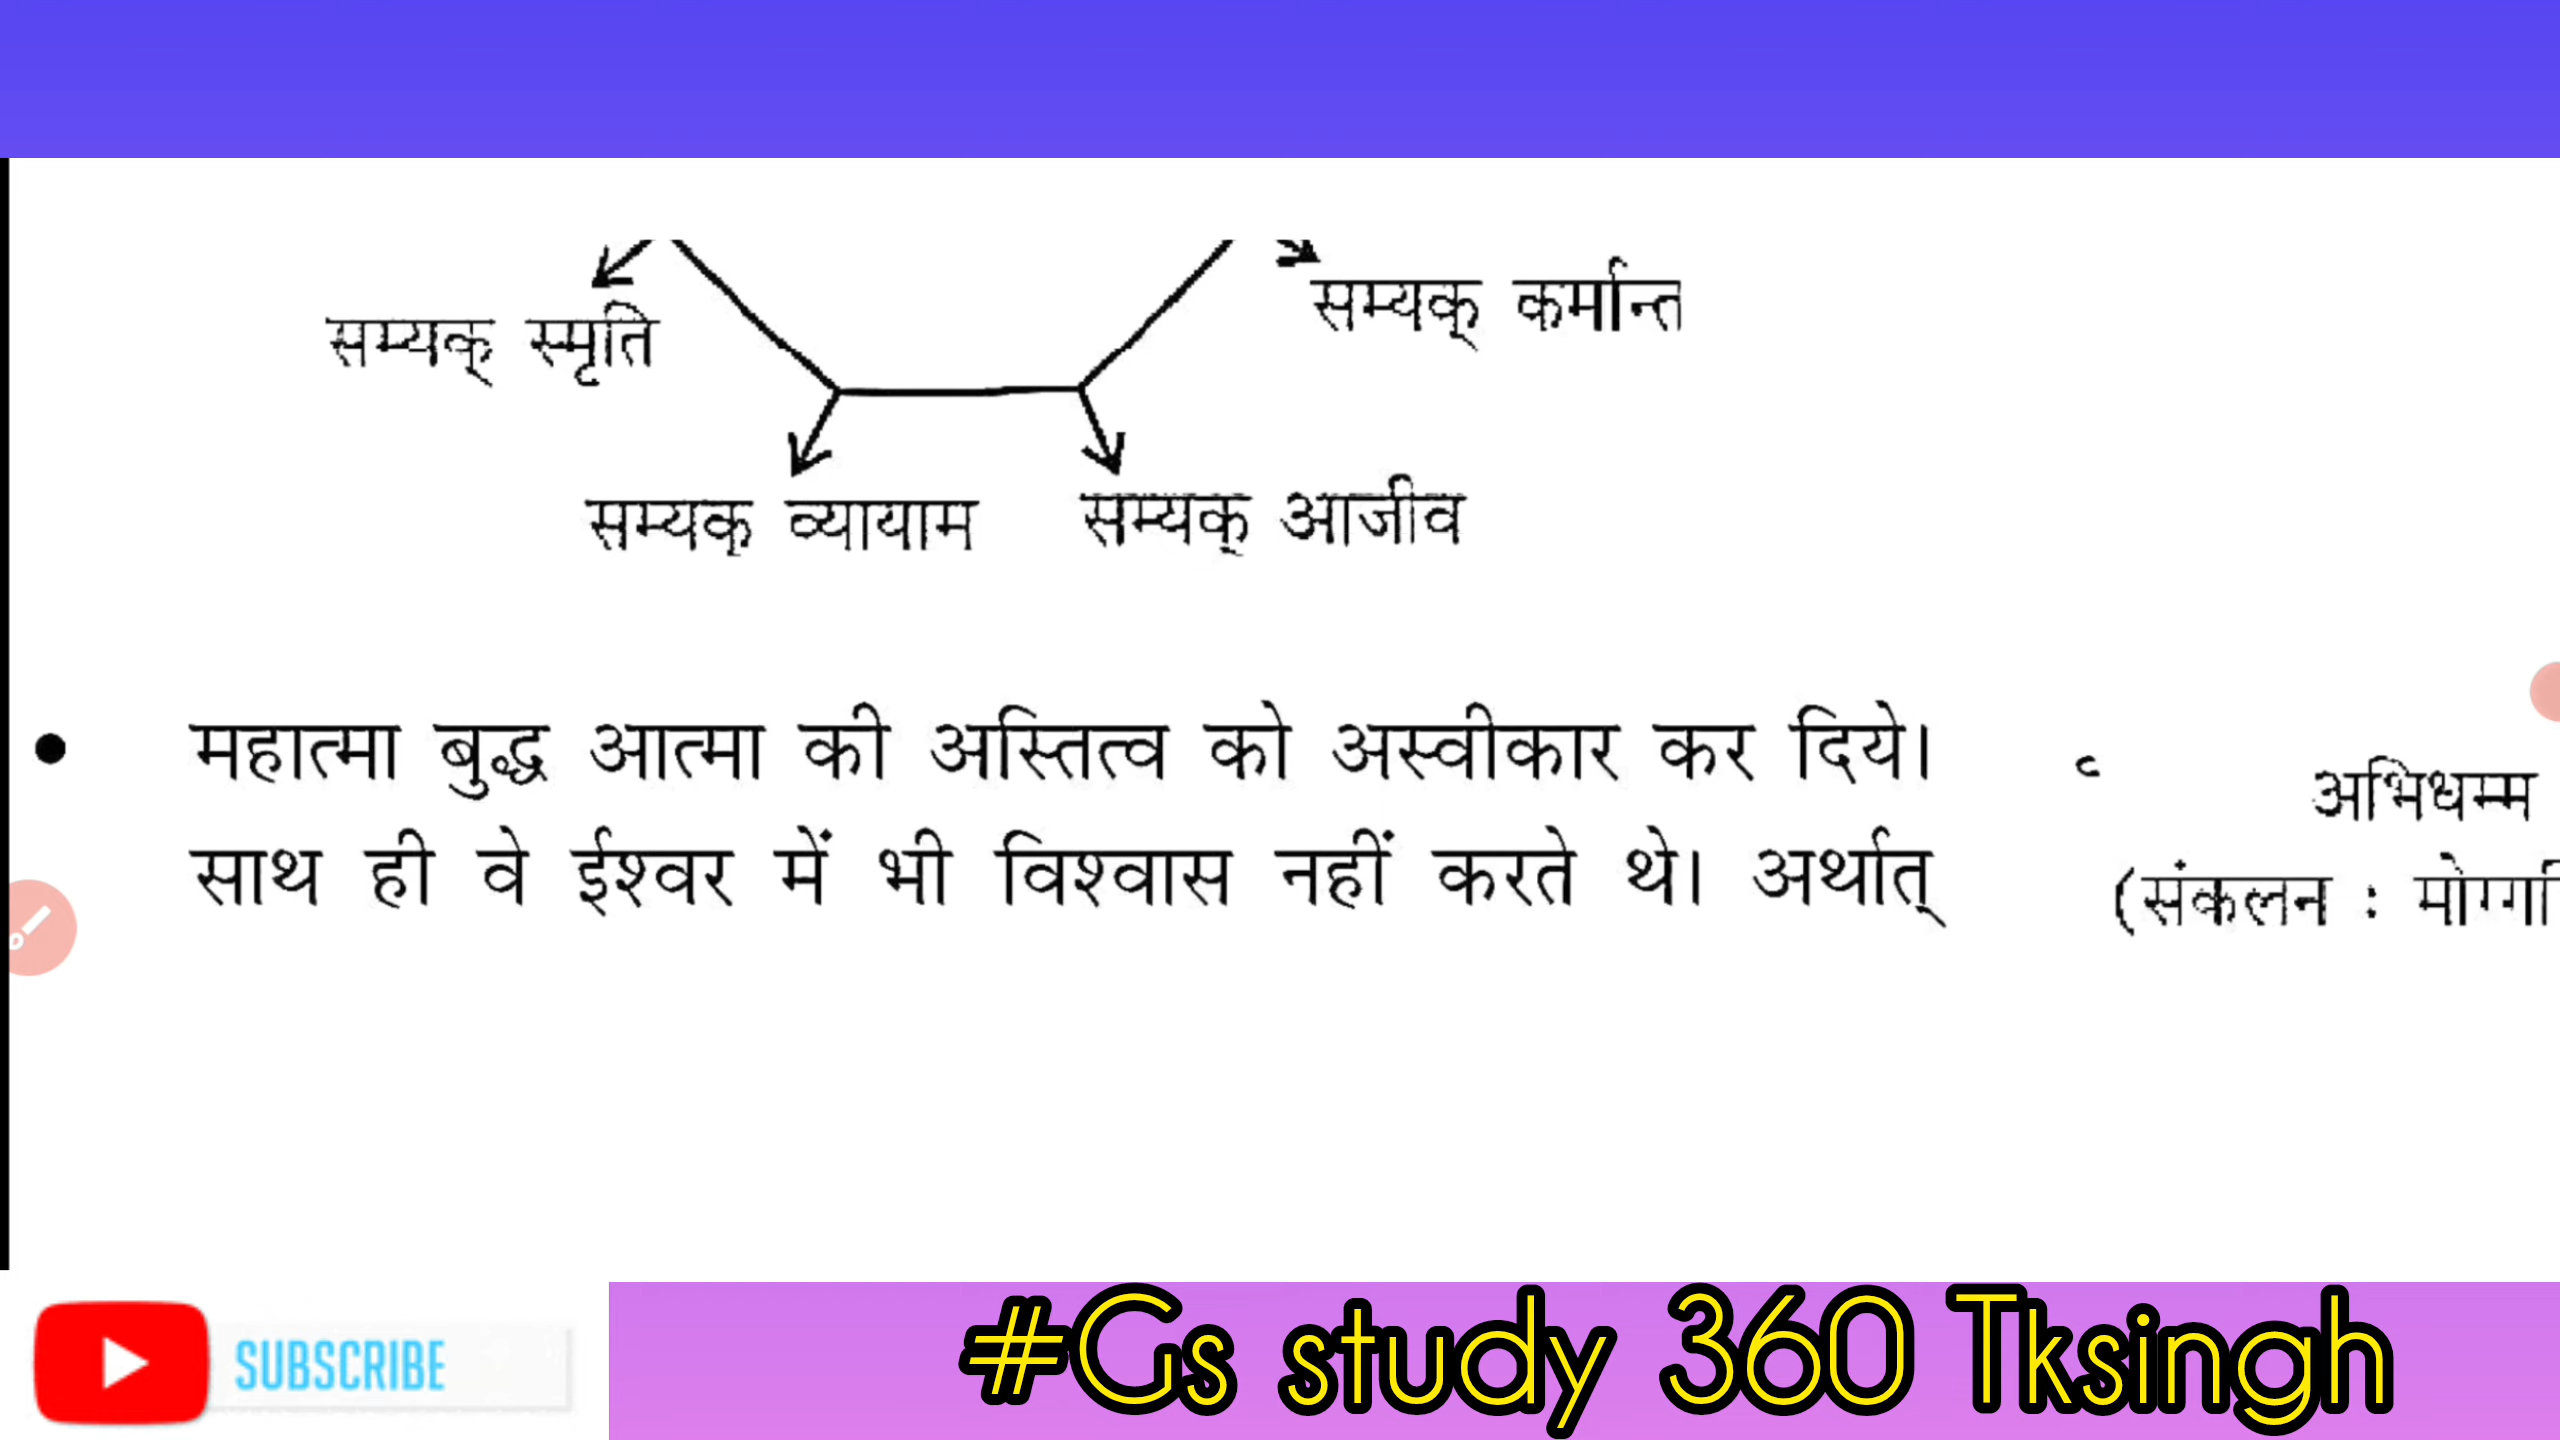 सम्यक् कर्मान्त
सम्यक् स्मृति
सम्यक् व्यायाम
सम्यक् आजीव
• महात्मा बुद्ध आत्मा की अस्तित्व को अस्वीकार कर दिये।
साथ ही वे ईश्वर में भी विश्वास नहीं करते थे। अर्थात्
अभिधम्म
(संकलन :
SUBSCRIBE
#Gs study 360 Tksingh